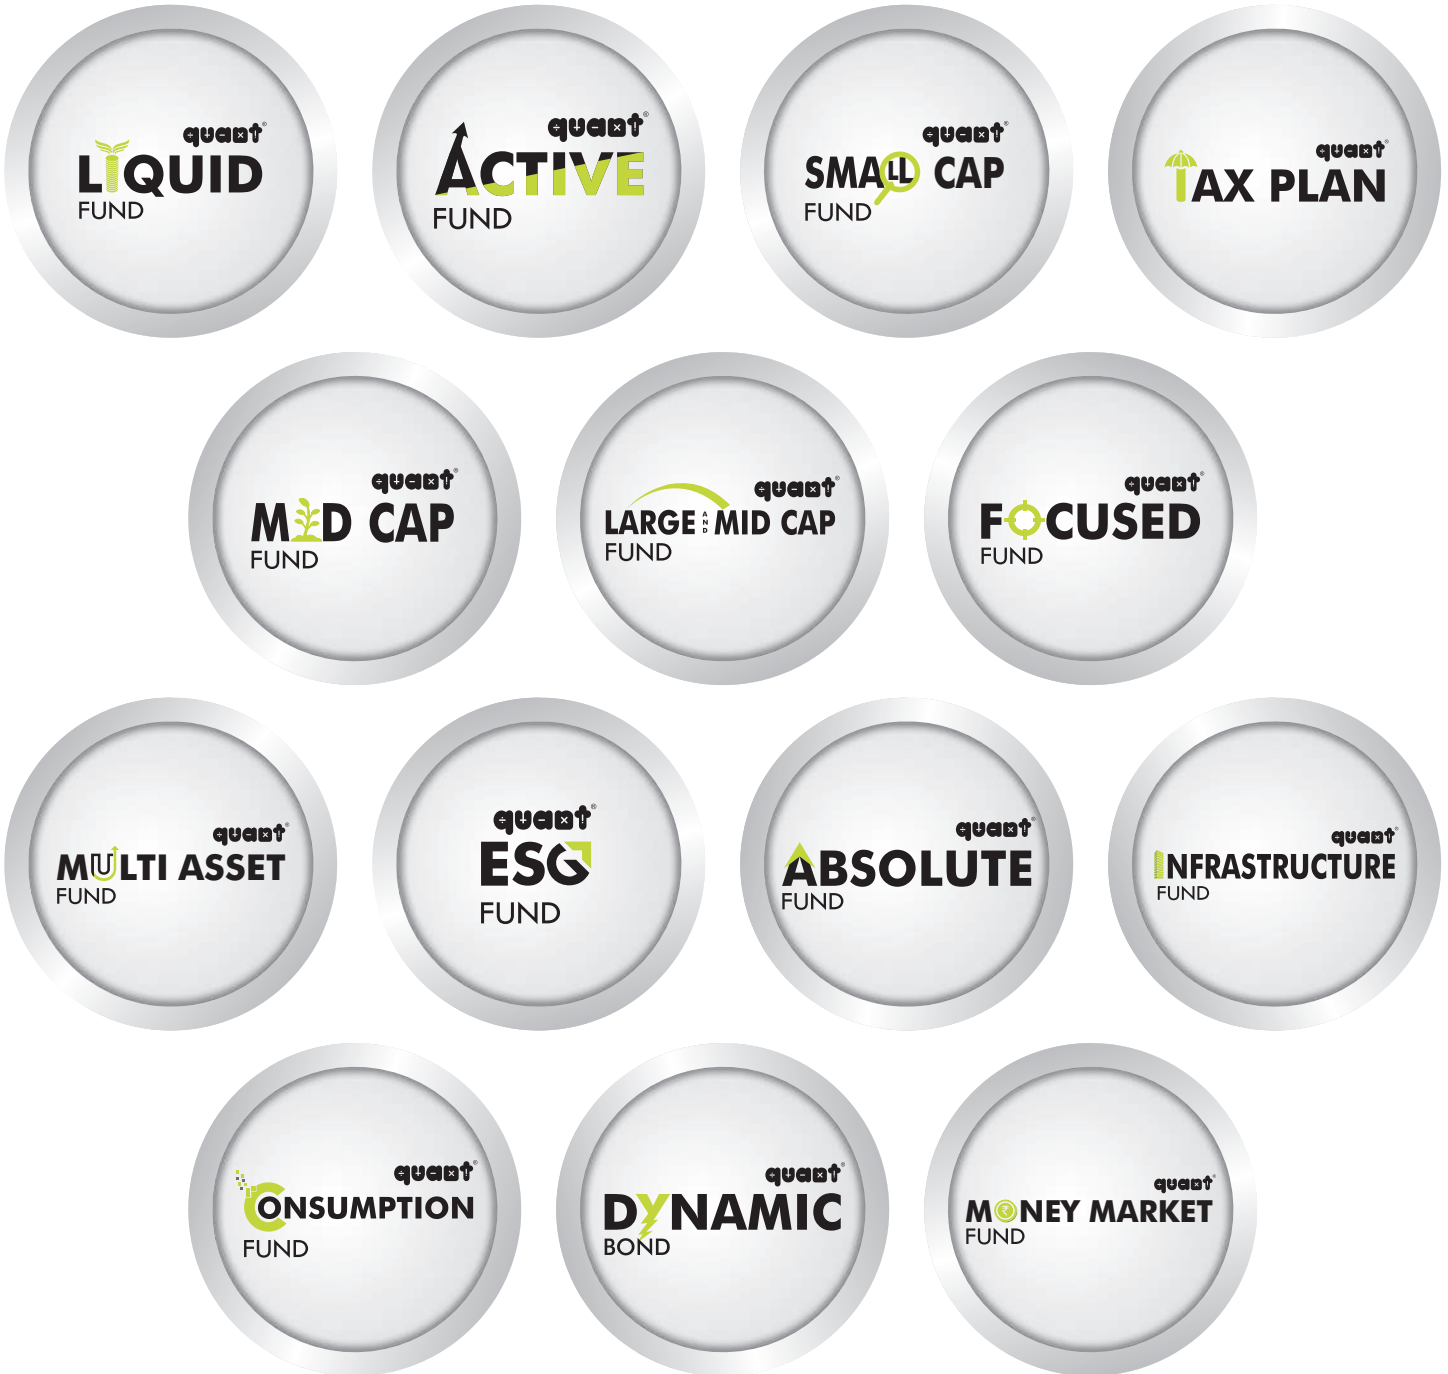 quant®
LIQUID
FUND
quant®
ACTIVE
FUND
quant®
SMALL CAP
FUND
quant®
TAX PLAN
quant®
MID CAP
FUND
quant®
LARGE AND MID CAP
FUND
quant®
FOCUSED
FUND
quant®
MULTI ASSET
FUND
quant®
ESG
FUND
quant®
ABSOLUTE
FUND
quant®
INFRASTRUCTURE
FUND
quant®
CONSUMPTION
FUND
quant®
DYNAMIC
BOND
quant®
MONEY MARKET
FUND